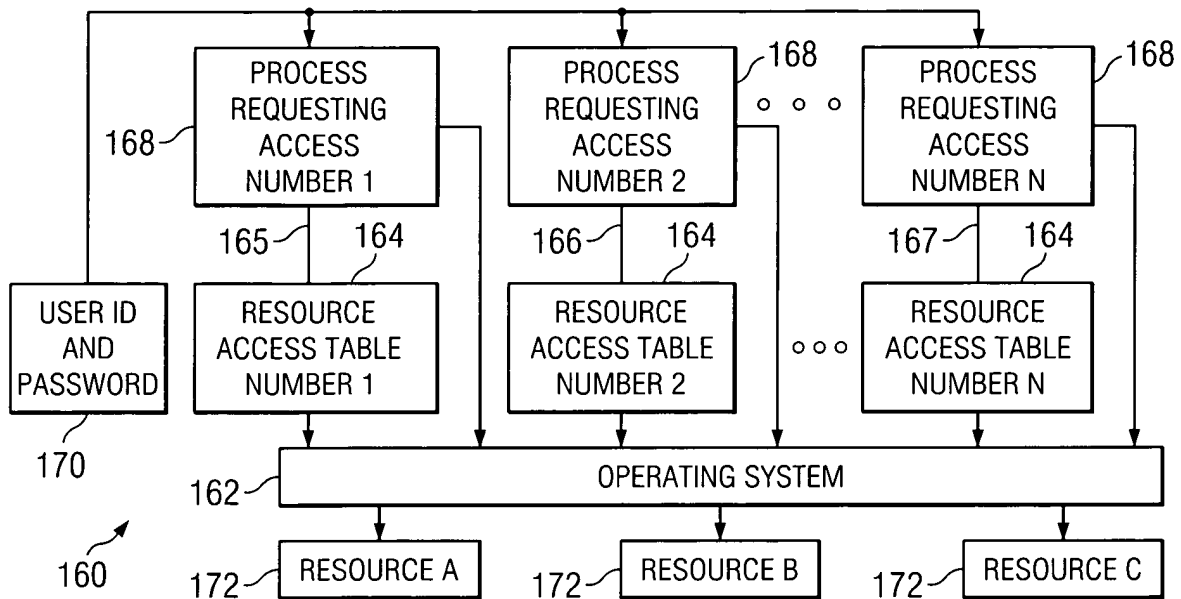 PROCESS
REQUESTING
ACCESS
NUMBER 1
168
PROCESS
REQUESTING
ACCESS
NUMBER 2
168
PROCESS
REQUESTING
ACCESS
NUMBER N
168
165
164
166
164
167
164
USER ID
AND
PASSWORD
170
RESOURCE
ACCESS TABLE
NUMBER 1
RESOURCE
ACCESS TABLE
NUMBER 2
RESOURCE
ACCESS TABLE
NUMBER N
162
OPERATING SYSTEM
160
172
RESOURCE A
172
RESOURCE B
172
RESOURCE C